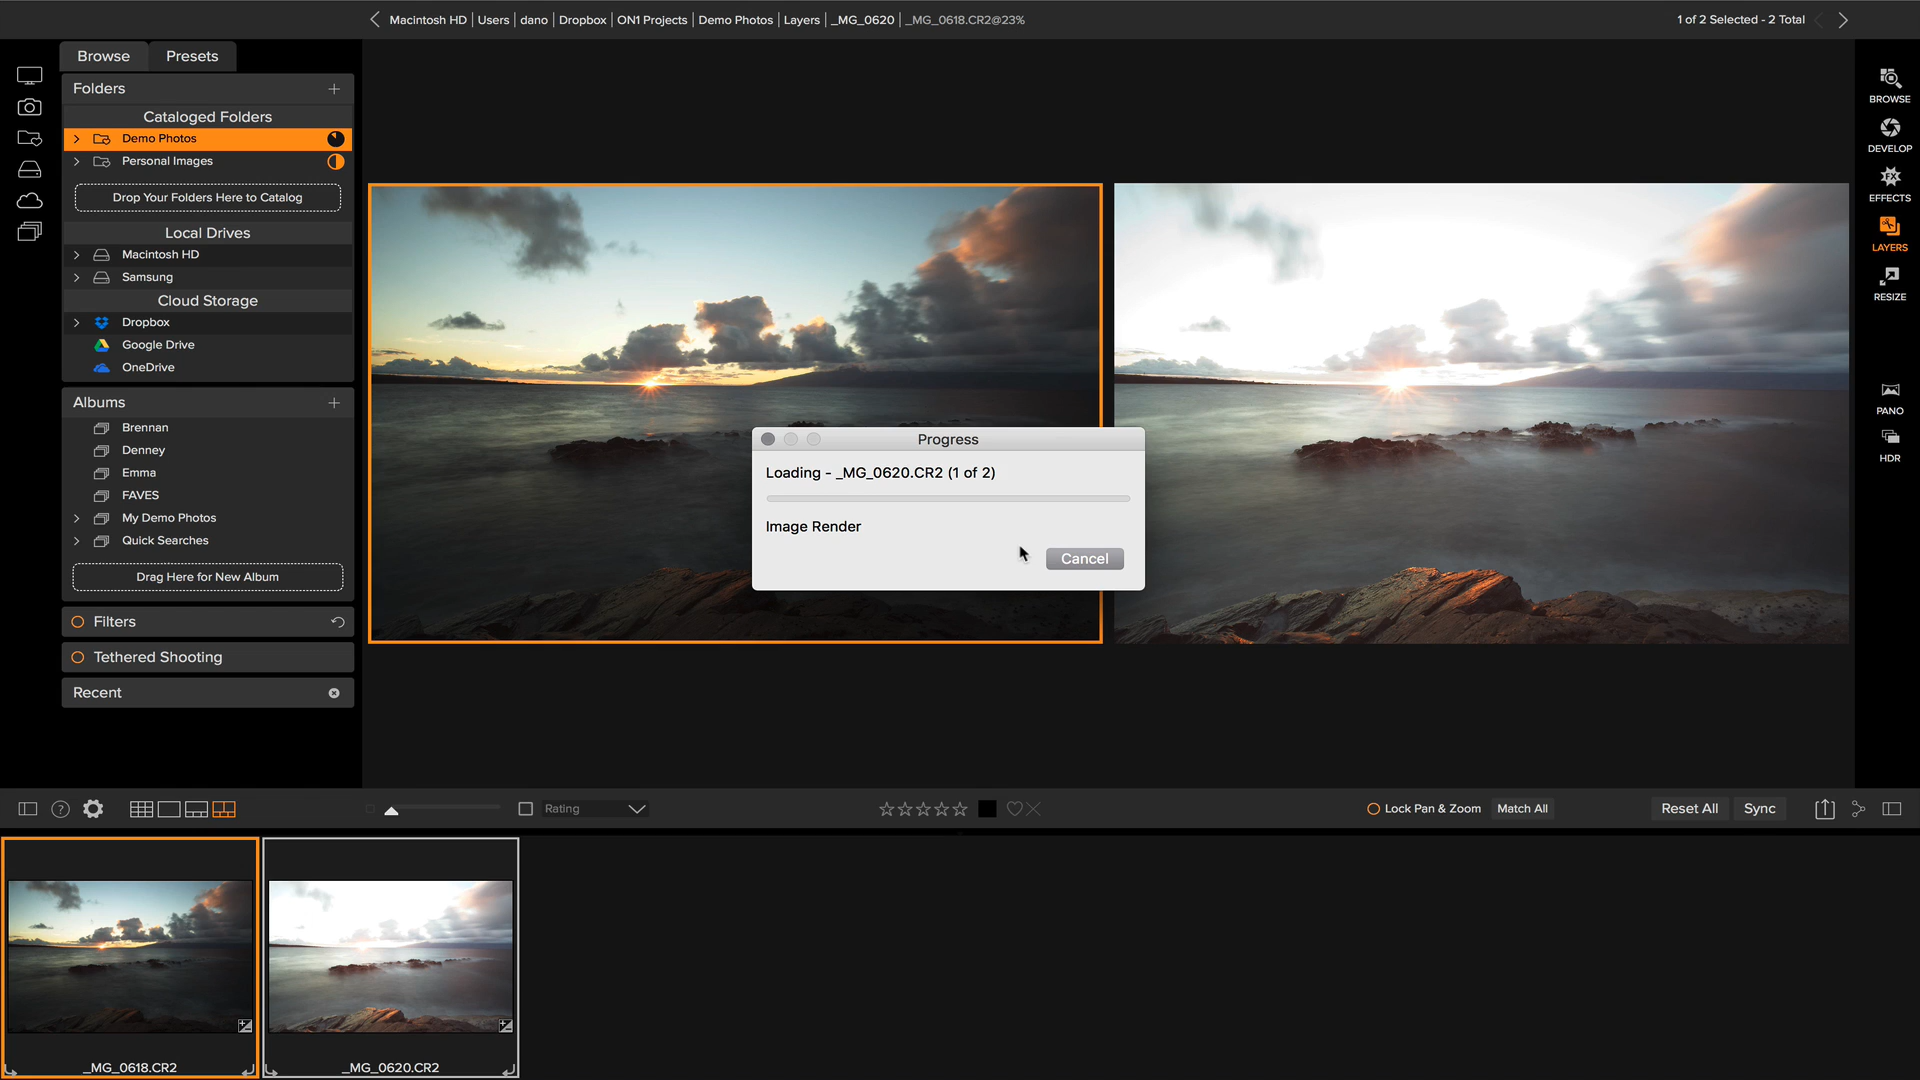 Macintosh HD | Users | dano | Dropbox | ON1 Projects | Demo Photos | Layers | _MG_0620 | _MG_0618.CR2@23%
1 of 2 Selected - 2 Total
Browse
Presets
Folders
Cataloged Folders
Demo Photos
Personal Images
Drop Your Folders Here to Catalog
Local Drives
Macintosh HD
Samsung
Cloud Storage
Dropbox
Google Drive
OneDrive
Albums
Brennan
Denney
Emma
FAVES
My Demo Photos
Quick Searches
Drag Here for New Album
Filters
Tethered Shooting
Recent
Progress
Loading - _MG_0620.CR2 (1 of 2)
Image Render
Cancel
BROWSE
DEVELOP
FX
EFFECTS
LAYERS
RESIZE
PANO
HDR
?
Rating
Lock Pan & Zoom
Match All
Reset All
Sync
_MG_0618.CR2
_MG_0620.CR2